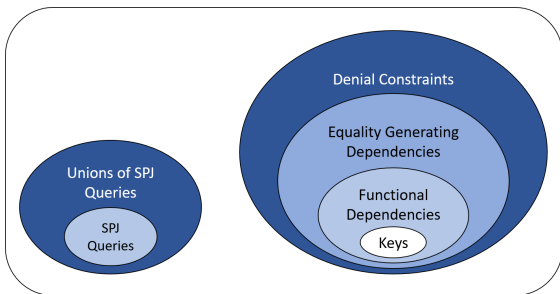 Unions of SPJ
Queries
SPJ
Queries
Denial Constraints
Equality Generating
Dependencies
Functional
Dependencies
Keys